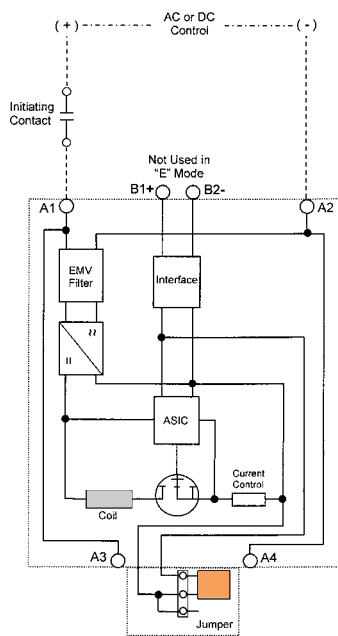 (+)
AC or DC
Control
(-)
Initiating
Contact
Not Used in
"E" Mode
B1+
B2-
A1
A2
EMV
Filter
Interface
ASIC
Coil
Current
Control
A3
A4
Jumper